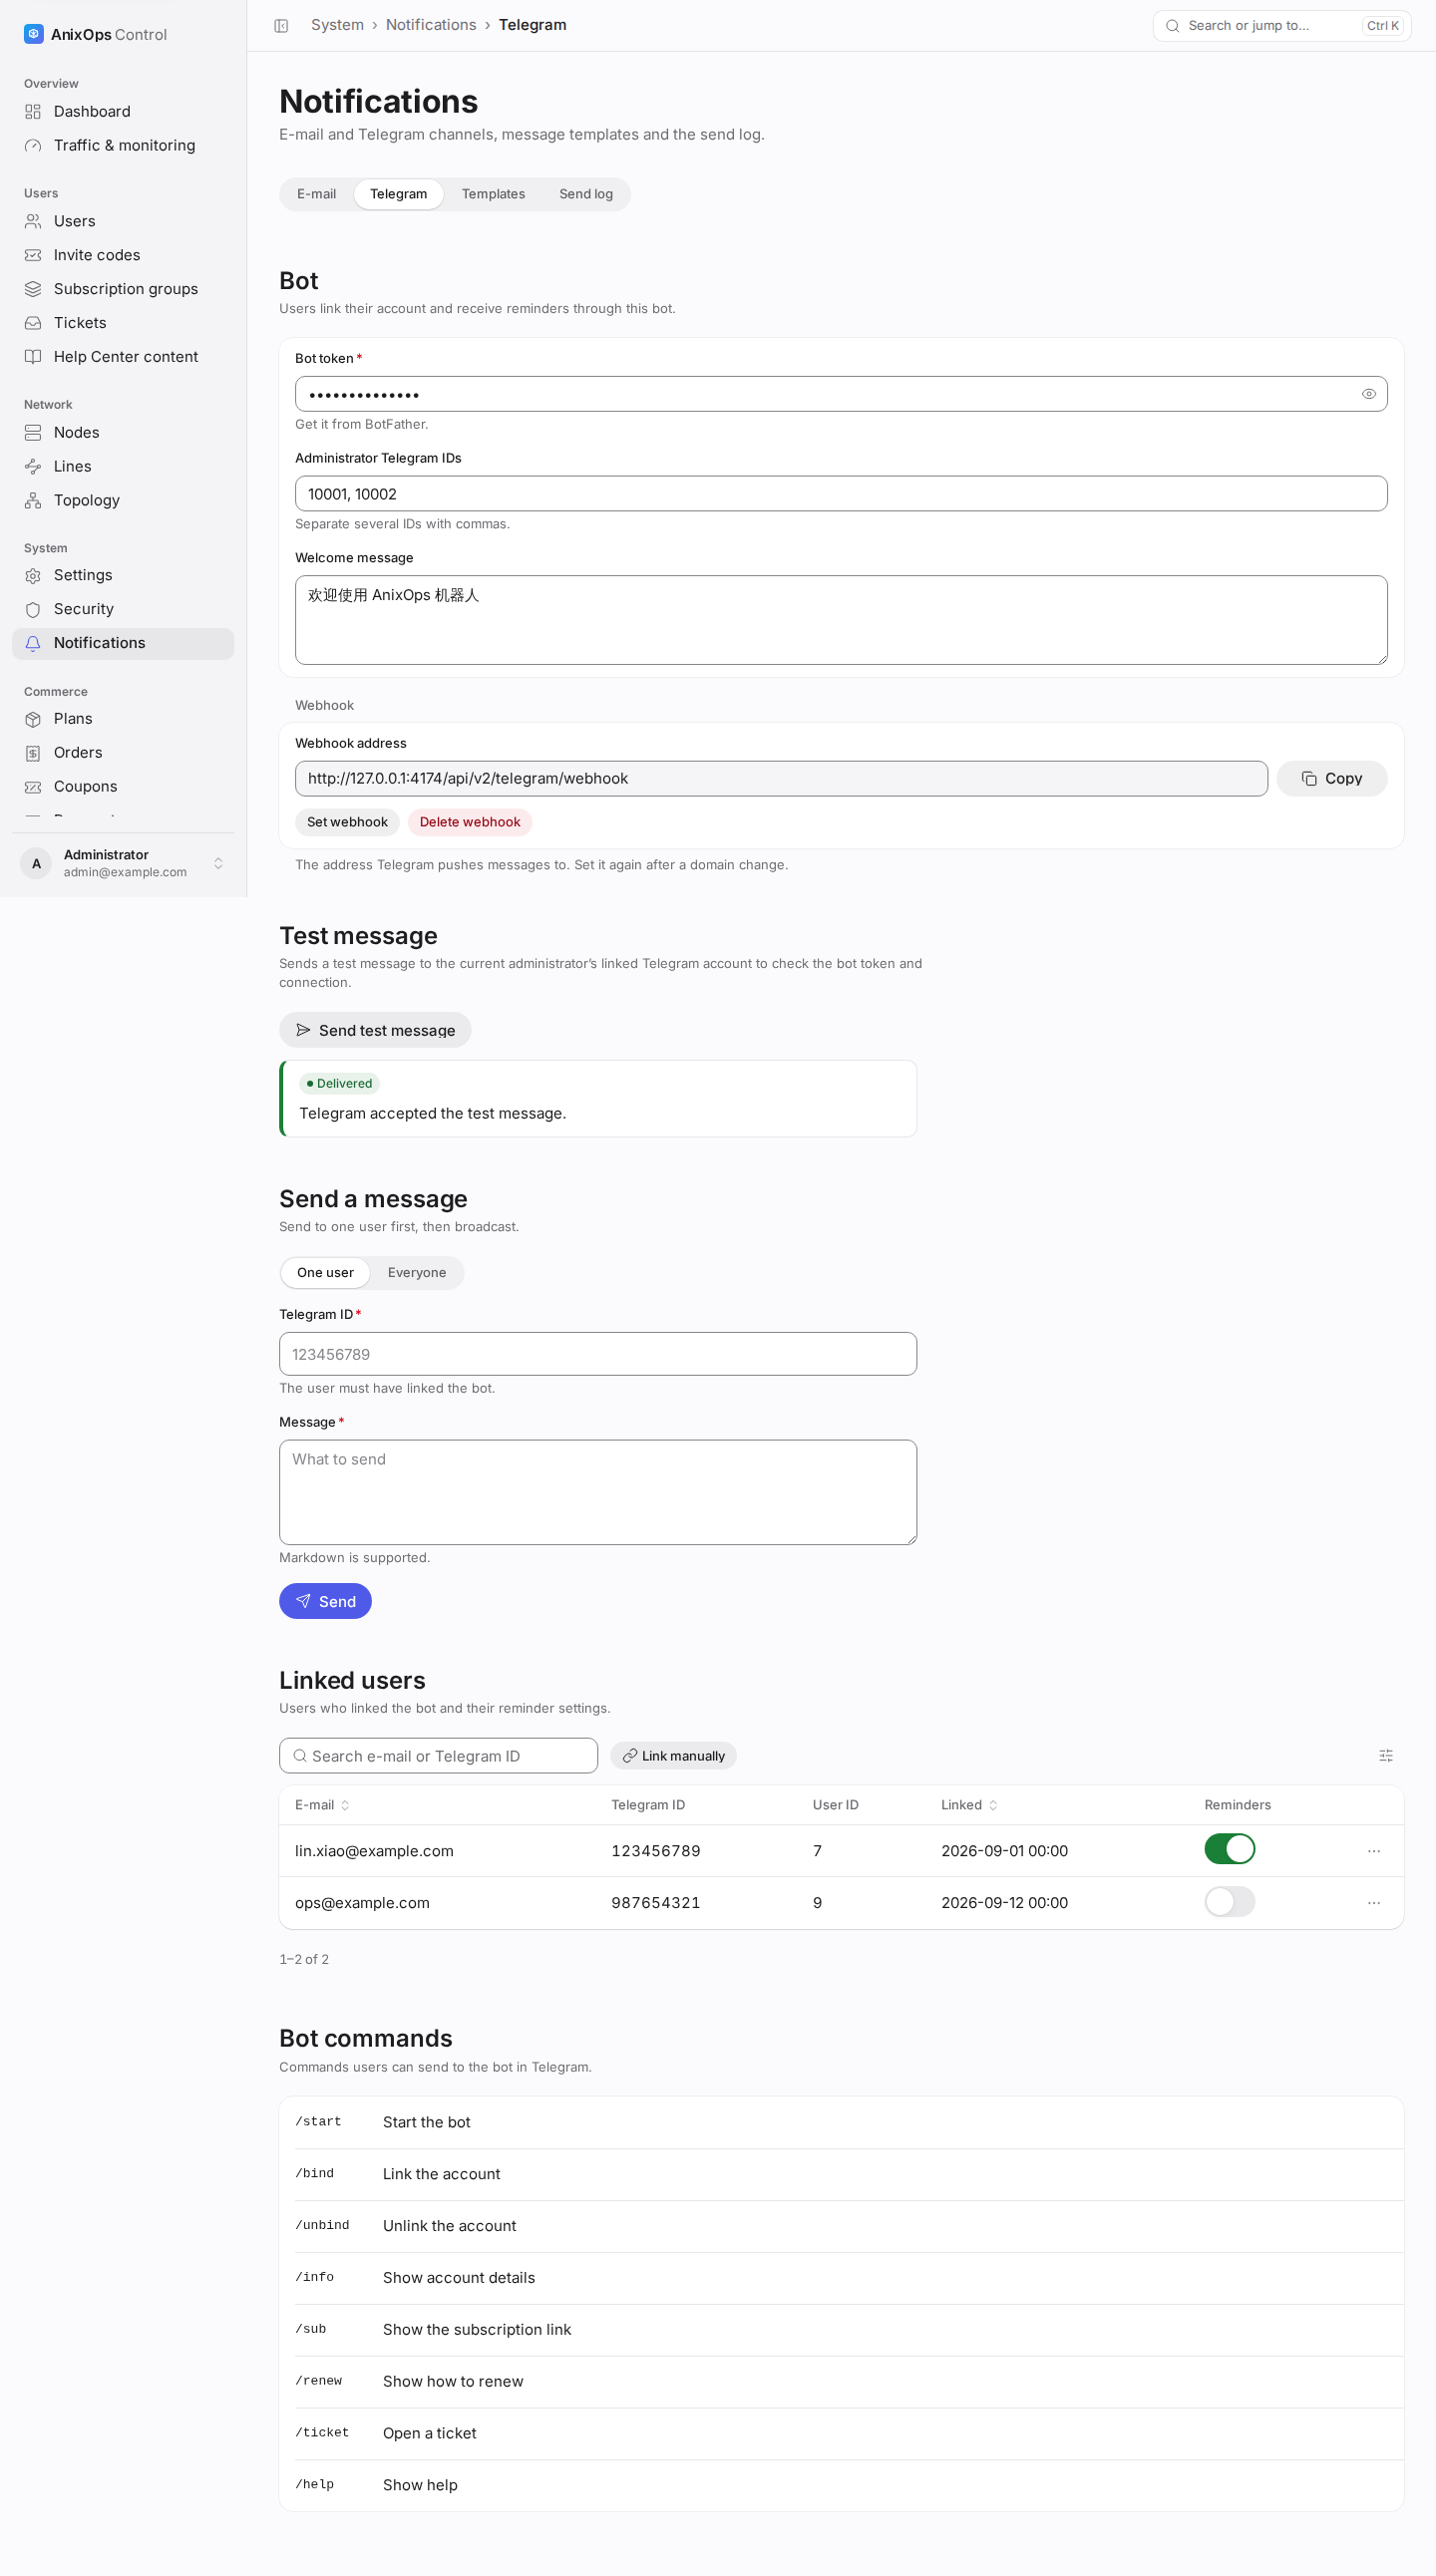 AnixOps Control
Overview
Dashboard
Traffic & monitoring
Users
Users
Invite codes
Subscription groups
Tickets
Help Center content
Network
Nodes
Lines
Topology
System
Settings
Security
Notifications
Commerce
Plans
Orders
Coupons
A
Administrator
admin@example.com
System › Notifications › Telegram
Search or jump to...
Ctrl K
Notifications
E-mail and Telegram channels, message templates and the send log.
E-mail
Telegram
Templates
Send log
Bot
Users link their account and receive reminders through this bot.
Bot token *
••••••••••••••
Get it from BotFather.
Administrator Telegram IDs
10001, 10002
Separate several IDs with commas.
Welcome message
欢迎使用 AnixOps 机器人
Webhook
Webhook address
http://127.0.0.1:4174/api/v2/telegram/webhook
Copy
Set webhook
Delete webhook
The address Telegram pushes messages to. Set it again after a domain change.
Test message
Sends a test message to the current administrator’s linked Telegram account to check the bot token and
connection.
Send test message
Delivered
Telegram accepted the test message.
Send a message
Send to one user first, then broadcast.
One user
Everyone
Telegram ID *
123456789
The user must have linked the bot.
Message *
What to send
Markdown is supported.
Send
Linked users
Users who linked the bot and their reminder settings.
Search e-mail or Telegram ID
Link manually
E-mail Telegram ID User ID Linked Reminders
lin.xiao@example.com 123456789 7 2026-09-01 00:00
ops@example.com 987654321 9 2026-09-12 00:00
1–2 of 2
Bot commands
Commands users can send to the bot in Telegram.
/start Start the bot
/bind Link the account
/unbind Unlink the account
/info Show account details
/sub Show the subscription link
/renew Show how to renew
/ticket Open a ticket
/help Show help